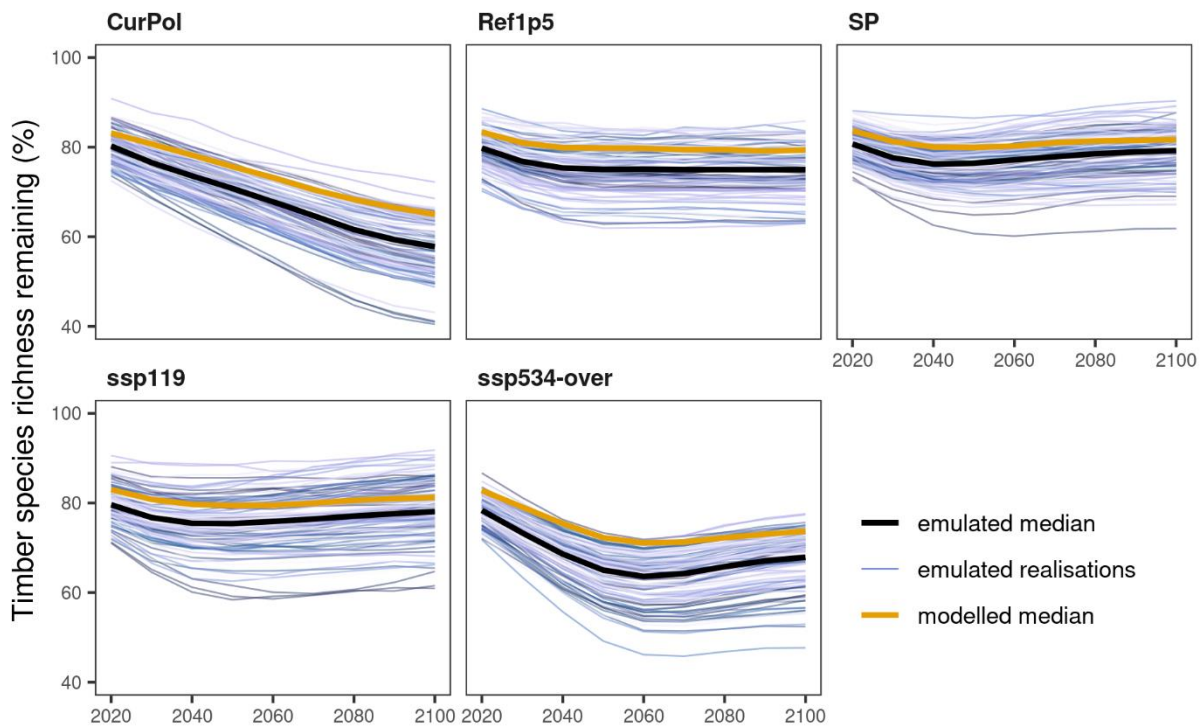 CurPol
Ref1p5
SP
Timber species richness remaining (%)
100
80
60
40
2020 2040 2060 2080 2100
ssp119
ssp534-over
100
80
60
40
2020 2040 2060 2080 2100
2020 2040 2060 2080 2100
emulated median
emulated realisations
modelled median